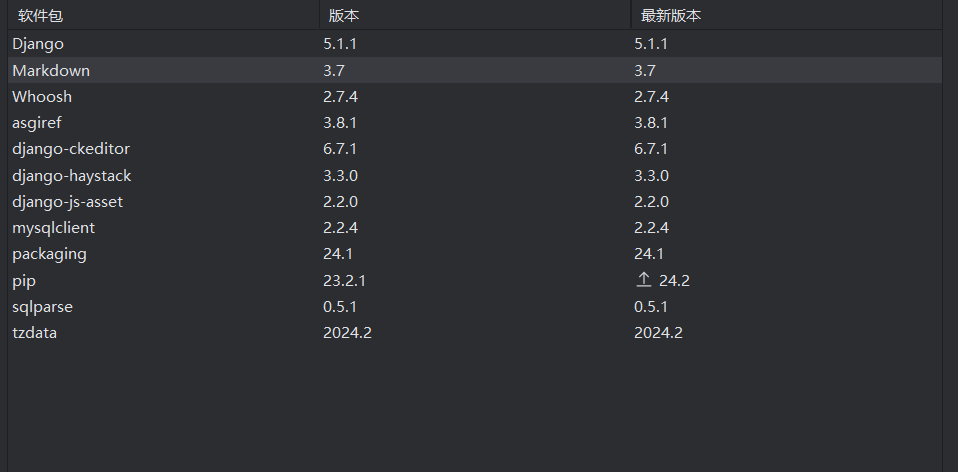 软件包 版本 最新版本
Django 5.1.1 5.1.1
Markdown 3.7 3.7
Whoosh 2.7.4 2.7.4
asgiref 3.8.1 3.8.1
django-ckeditor 6.7.1 6.7.1
django-haystack 3.3.0 3.3.0
django-js-asset 2.2.0 2.2.0
mysqlclient 2.2.4 2.2.4
packaging 24.1 24.1
pip 23.2.1 24.2
sqlparse 0.5.1 0.5.1
tzdata 2024.2 2024.2